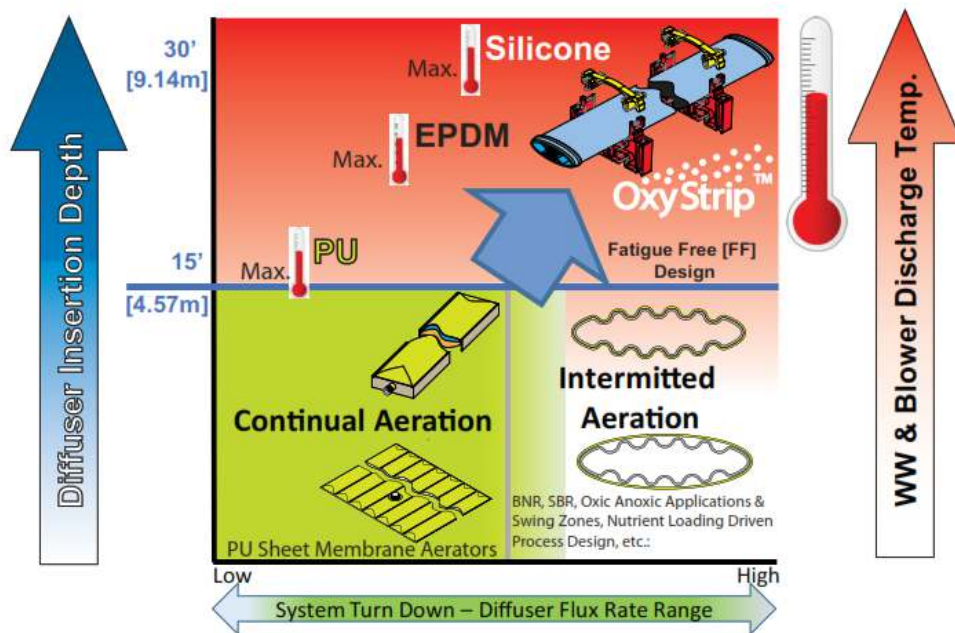 30'
[9.14m]
Max.
Silicone
Max.
EPDM
OxyStrip™
15'
[4.57m]
Max.
PU
Fatigue Free [FF]
Design
Diffuser Insertion Depth
WW & Blower Discharge Temp.
Continual Aeration
PU Sheet Membrane Aerators
Intermitted
Aeration
BNR, SBR, Oxic Anoxic Applications &
Swing Zones, Nutrient Loading Driven
Process Design, etc.:
Low
High
System Turn Down – Diffuser Flux Rate Range